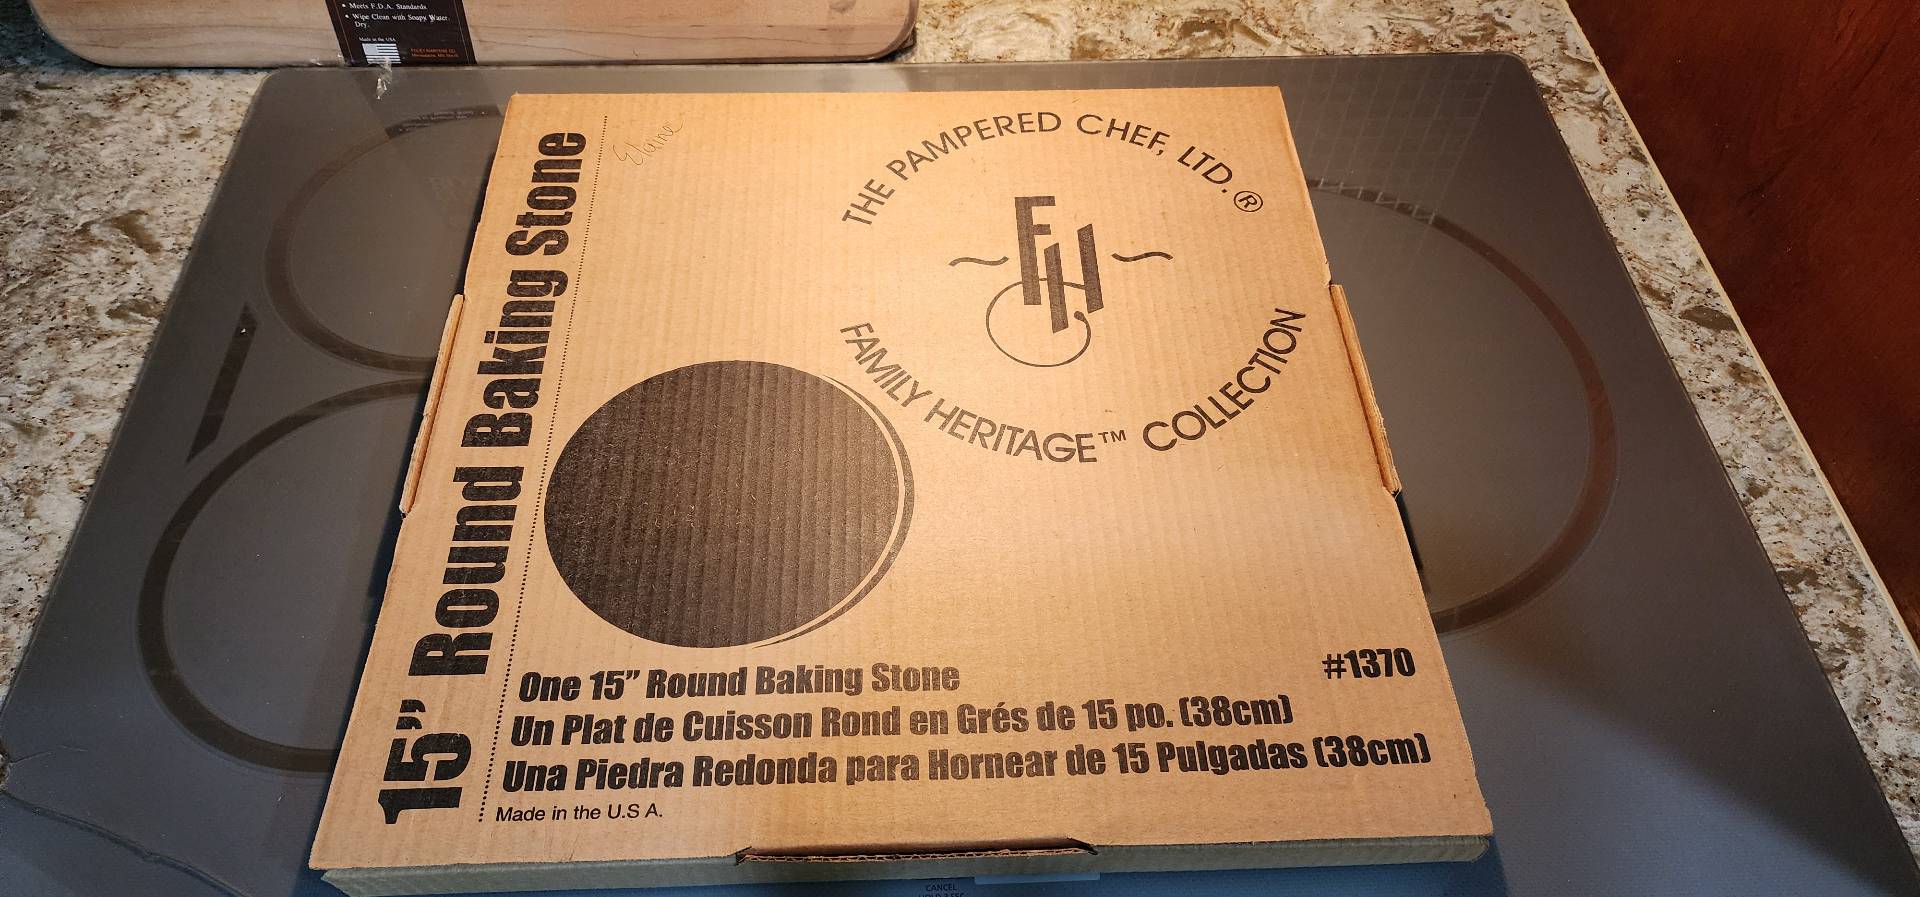 • Meets F.D.A. Standards
• Wipe Clean with Soapy Water.
Dry.
Made in the USA
15” Round Baking Stone
Elaine
THE PAMPERED CHEF, LTD.®
FH
FAMILY HERITAGE™ COLLECTION
#1370
One 15” Round Baking Stone
Un Plat de Cuisson Rond en Grés de 15 po. (38cm)
Una Piedra Redonda para Hornear de 15 Pulgadas (38cm)
Made in the U.S A.
CANCEL